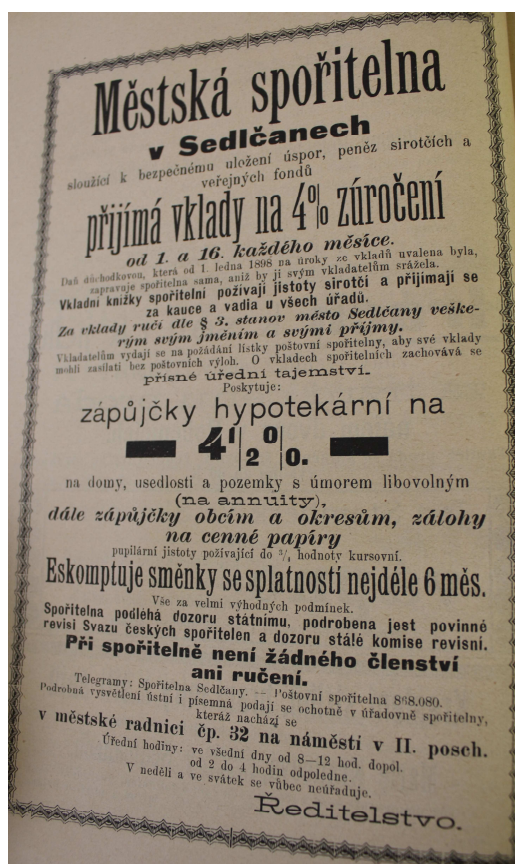 Městská spořitelna
v Sedlčanech
sloužící k bezpečnému uložení úspor, peněz sirotčích a
veřejných fondů
přijímá vklady na 4% zúročení
od 1. a 16. každého měsíce.
Daň důchodkovou, která od 1. ledna 1898 na úroky ze vkladů uvalena byla,
zapravuje spořitelna sama, aniž by ji svým vkladatelům srážela.
Vkladní knížky spořitelní požívají jistoty sirotčí a přijímají se
za kauce a vadia u všech úřadů.
Za vklady ručí dle § 3. stanov město Sedlčany veške-
rým svým jměním a svými příjmy.
Vkladatelům vydají se na požádání lístky poštovní spořitelny, aby své vklady
mohli zasílati bez poštovních výloh. O vkladech spořitelních zachovává se
přísné úřední tajemství.
Poskytuje:
zápůjčky hypotekární na
4 1/2 %.
na domy, usedlosti a pozemky s úmorem libovolným
(na annuity),
dále zápůjčky obcím a okresům, zálohy
na cenné papíry
pupilární jistoty požívající do 3/4 hodnoty kursovní.
Eskomptuje směnky se splatností nejdéle 6 měs.
Vše za velmi výhodných podmínek.
Spořitelna podléhá dozoru státnímu, podrobena jest povinné
revisi Svazu českých spořitelen a dozoru stálé komise revisní.
Při spořitelně není žádného členství
ani ručení.
Telegramy: Spořitelna Sedlčany. — Poštovní spořitelna 868.080.
Podrobná vysvětlení ústní i písemná podají se ochotně v úřadovně spořitelny,
kteráž nachází se
v městské radnici čp. 32 na náměstí v II. posch.
Úřední hodiny: ve všední dny od 8—12 hod. dopol.
od 2 do 4 hodin odpoledne.
V neděli a ve svátek se vůbec neúřaduje.
Ředitelstvo.